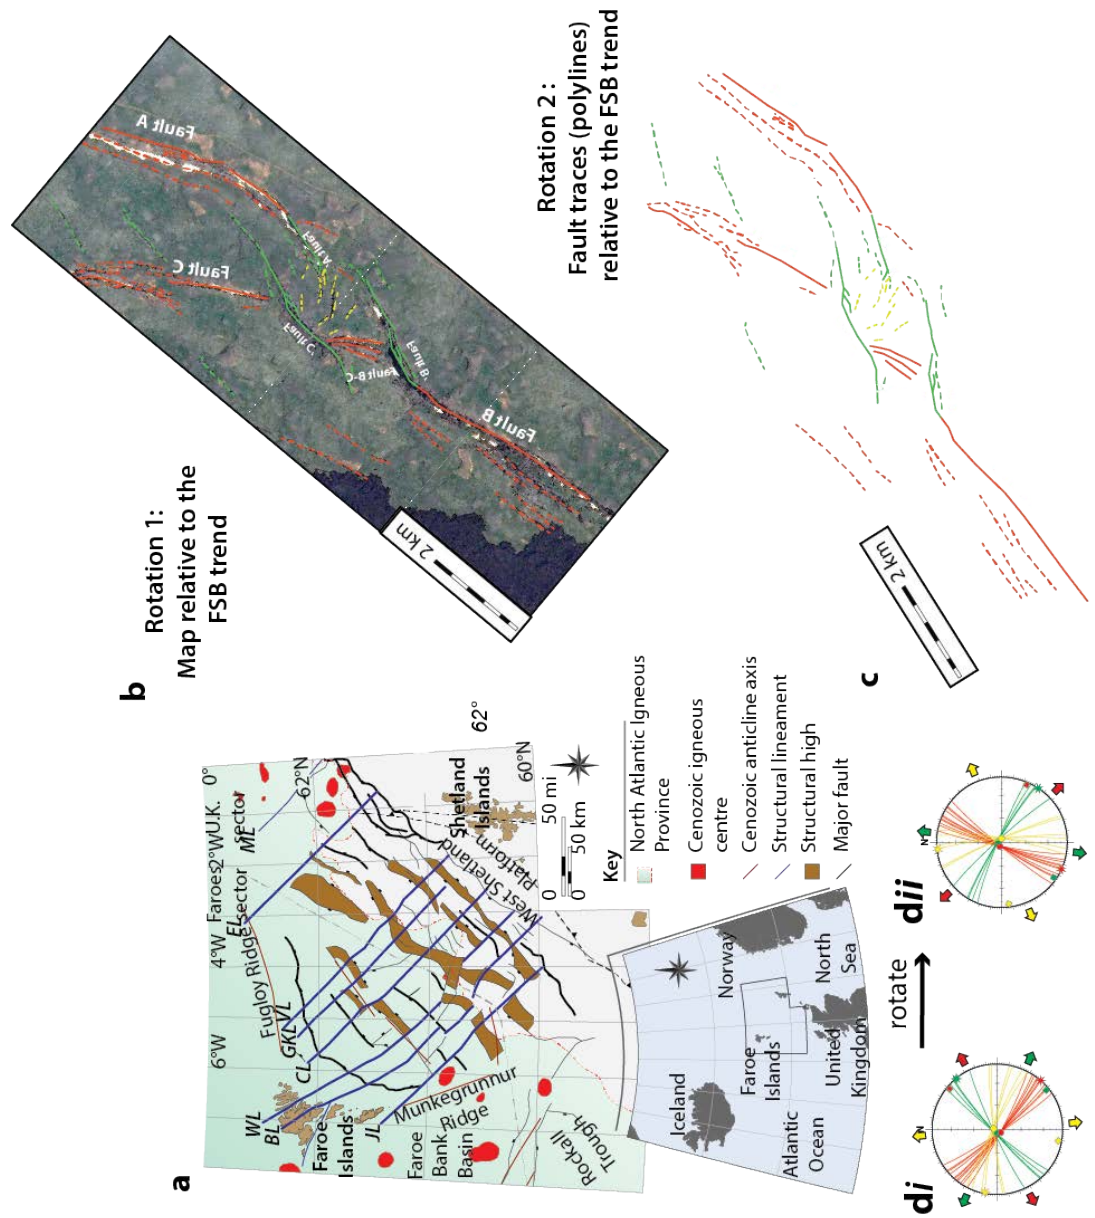 a
0°
2°W
4°W
6°W
62°N
60°N
62°
Faroes
sector
U.K.
sector
ML
FL
Fugloy Ridge
VL
GKL
CL
WL
BL
JL
Faroe
Islands
Munkegrunnur
Ridge
Faroe
Bank
Basin
Rockall
Trough
West Shetland
Platform
Shetland
Islands
0 50 mi
0 50 km
Key
North Atlantic Igneous
Province
Cenozoic igneous
centre
Cenozoic anticline axis
Structural lineament
Structural high
Major fault
Iceland
Norway
Faroe
Islands
Atlantic
Ocean
United
Kingdom
North
Sea
b
Rotation 1:
Map relative to the
FSB trend
Fault A
Fault C
Fault A'
Fault C'
Fault B-C
Fault B'
Fault B
2 km
c
Rotation 2:
Fault traces (polylines)
relative to the FSB trend
2 km
di
N
rotate
dii
N